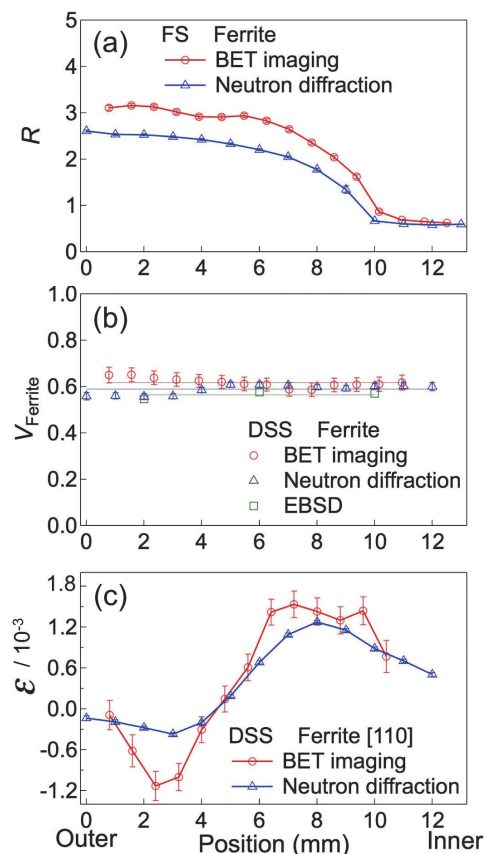 (a)
FS Ferrite
BET imaging
Neutron diffraction
R
5
4
3
2
1
0
0 2 4 6 8 10 12
(b)
V_Ferrite
1.0
0.8
0.6
0.4
0.2
0.0
DSS Ferrite
BET imaging
Neutron diffraction
EBSD
0 2 4 6 8 10 12
(c)
ε / 10⁻³
1.8
1.2
0.6
0.0
-0.6
-1.2
DSS Ferrite [110]
BET imaging
Neutron diffraction
0 2 4 6 8 10 12
Outer Position (mm) Inner